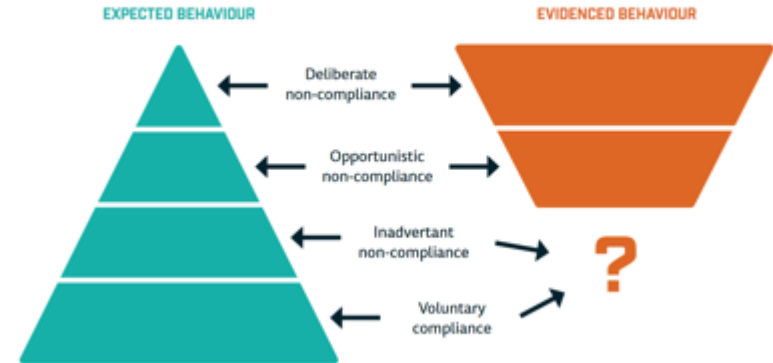 EXPECTED BEHAVIOUR
EVIDENCED BEHAVIOUR
Deliberate
non-compliance
Opportunistic
non-compliance
Inadvertant
non-compliance
?
Voluntary
compliance